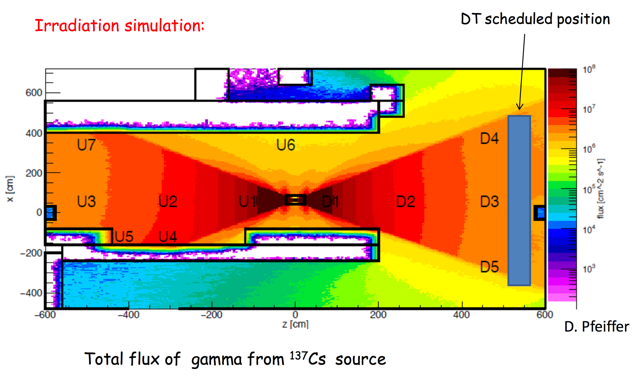 Irradiation simulation:
DT scheduled position
x [cm]
600
400
200
0
−200
−400
U7
U6
U3
U2
U1
U5
U4
D1
D2
D3
D4
D5
−600
−400
−200
0
200
400
600
z [cm]
10⁸
10⁷
10⁶
10⁵
10⁴
10³
flux [cm^-2 s^-1]
D. Pfeiffer
Total flux of gamma from ¹³⁷Cs source